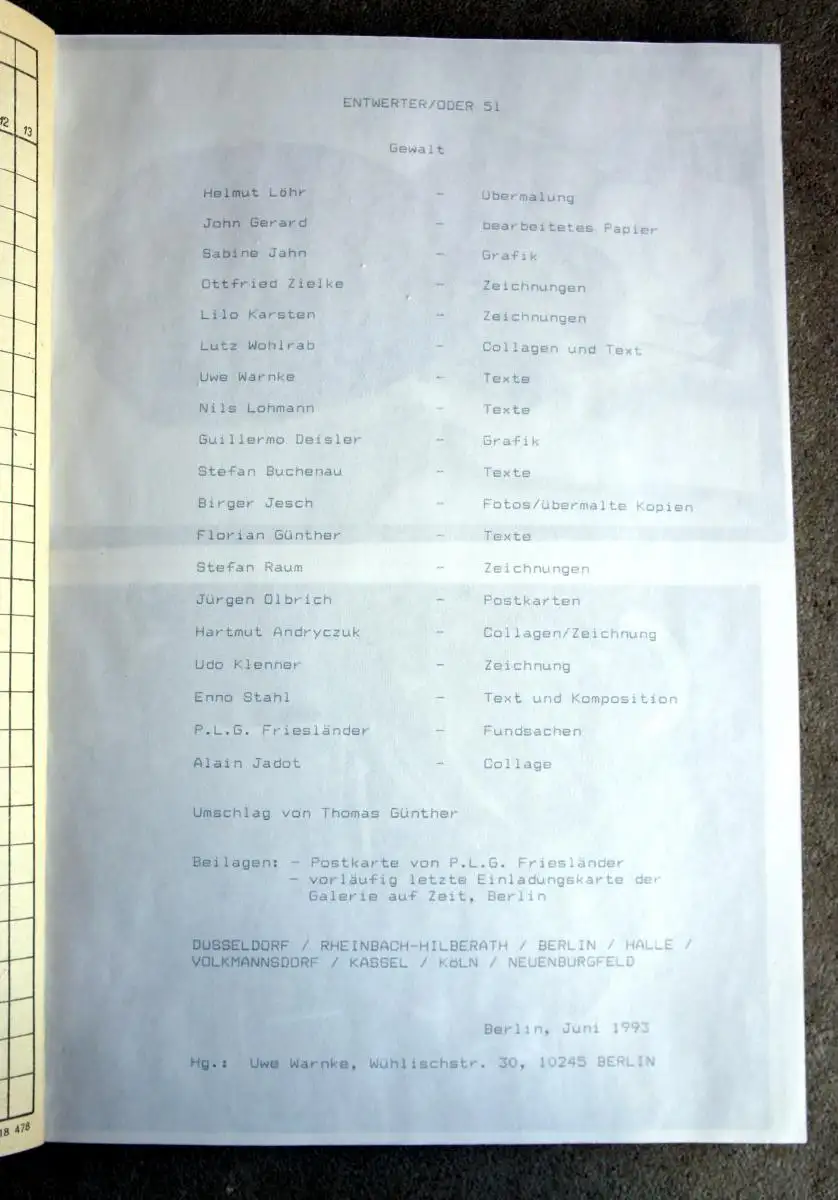 12 13
18 478
ENTWERTER/ODER 51
Gewalt
Helmut Löhr - Übermalung
John Gerard - bearbeitetes Papier
Sabine Jahn - Grafik
Ottfried Zielke - Zeichnungen
Lilo Karsten - Zeichnungen
Lutz Wohlrab - Collagen und Text
Uwe Warnke - Texte
Nils Lohmann - Texte
Guillermo Deisler - Grafik
Stefan Buchenau - Texte
Birger Jesch - Fotos/übermalte Kopien
Florian Günther - Texte
Stefan Raum - Zeichnungen
Jürgen Olbrich - Postkarten
Hartmut Andryczuk - Collagen/Zeichnung
Udo Klenner - Zeichnung
Enno Stahl - Text und Komposition
P.L.G. Friesländer - Fundsachen
Alain Jadot - Collage
Umschlag von Thomas Günther
Beilagen: - Postkarte von P.L.G. Friesländer
- vorläufig letzte Einladungskarte der
Galerie auf Zeit, Berlin
DUSSELDORF / RHEINBACH-HILBERATH / BERLIN / HALLE /
VOLKMANNSDORF / KASSEL / KöLN / NEUENBURGFELD
Berlin, Juni 1993
Hg.: Uwe Warnke, Wühlischstr. 30, 10245 BERLIN